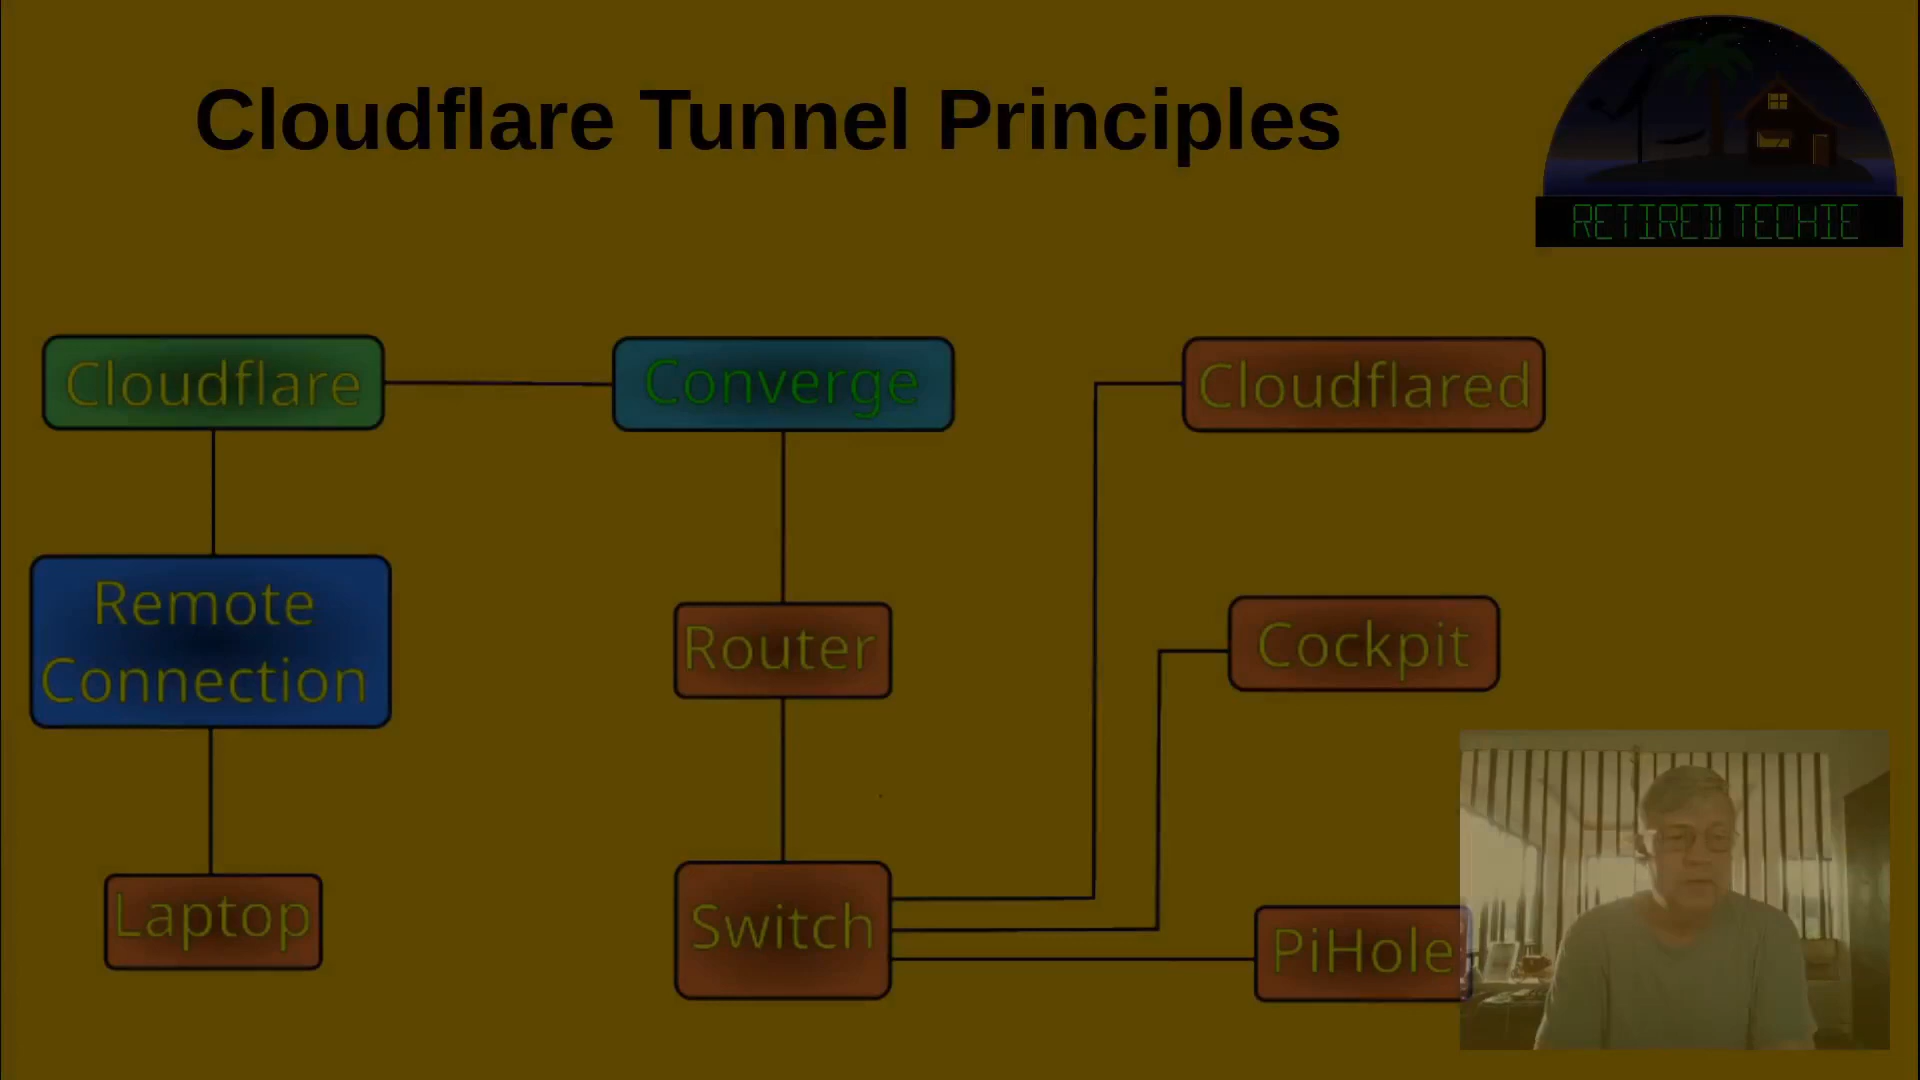 Cloudflare Tunnel Principles
RETIRED TECHIE
Cloudflare
Converge
Cloudflared
Remote
Connection
Router
Cockpit
Laptop
Switch
PiHole